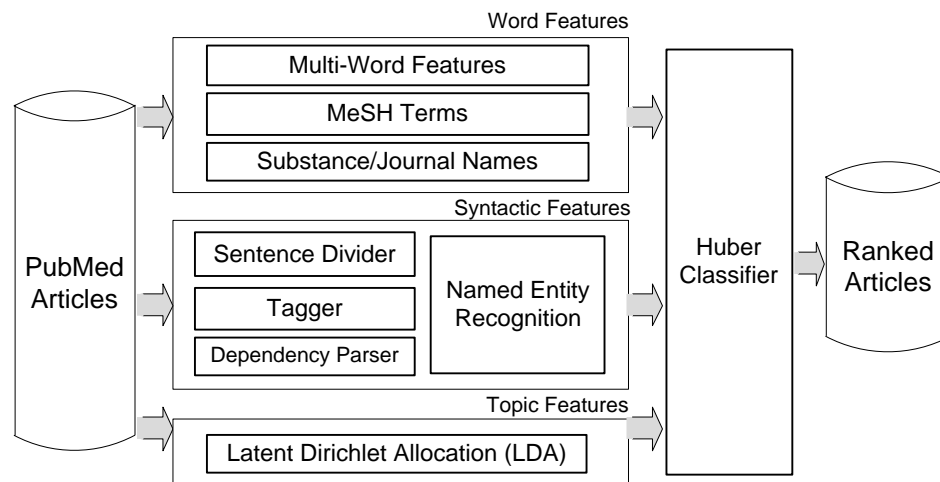 Word Features
Multi-Word Features
MeSH Terms
Substance/Journal Names
PubMed
Articles
Syntactic Features
Sentence Divider
Tagger
Dependency Parser
Named Entity
Recognition
Topic Features
Latent Dirichlet Allocation (LDA)
Huber
Classifier
Ranked
Articles